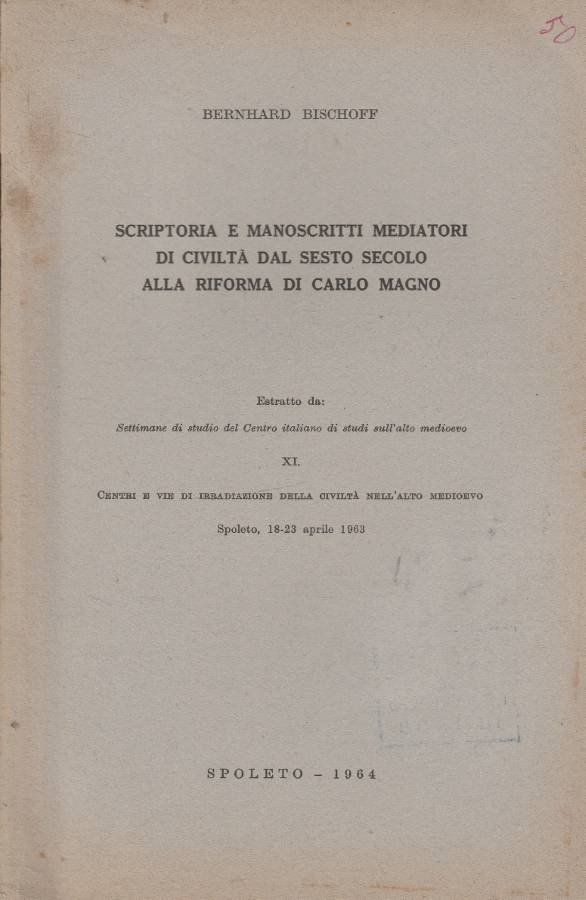 50
BERNHARD BISCHOFF
SCRIPTORIA E MANOSCRITTI MEDIATORI
DI CIVILTÀ DAL SESTO SECOLO
ALLA RIFORMA DI CARLO MAGNO
Estratto da:
Settimane di studio del Centro italiano di studi sull'alto medioevo
XI.
CENTRI E VIE DI IRRADIAZIONE DELLA CIVILTÀ NELL'ALTO MEDIOEVO
Spoleto, 18-23 aprile 1963
SPOLETO – 1964